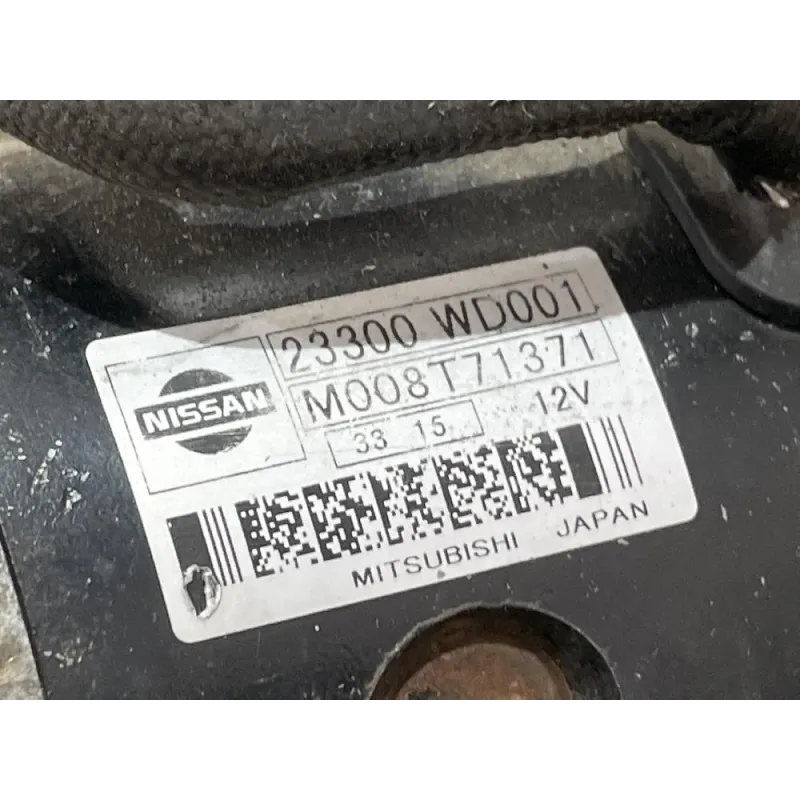 NISSAN
23300 WD001
M008T71371
33 15 12V
MITSUBISHI JAPAN